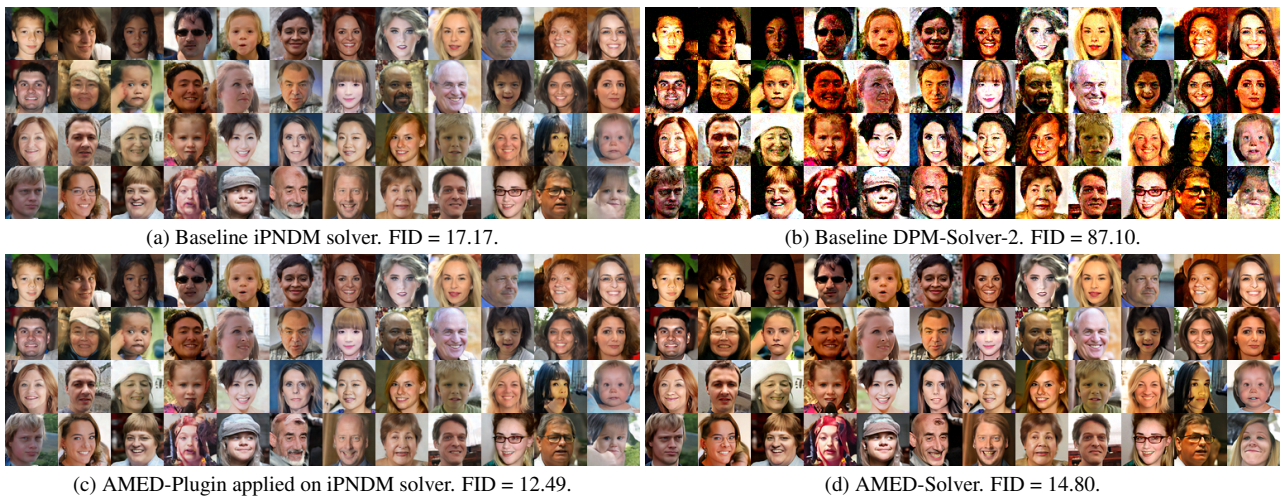 (a) Baseline iPNDM solver. FID = 17.17.
(b) Baseline DPM-Solver-2. FID = 87.10.
(c) AMED-Plugin applied on iPNDM solver. FID = 12.49.
(d) AMED-Solver. FID = 14.80.